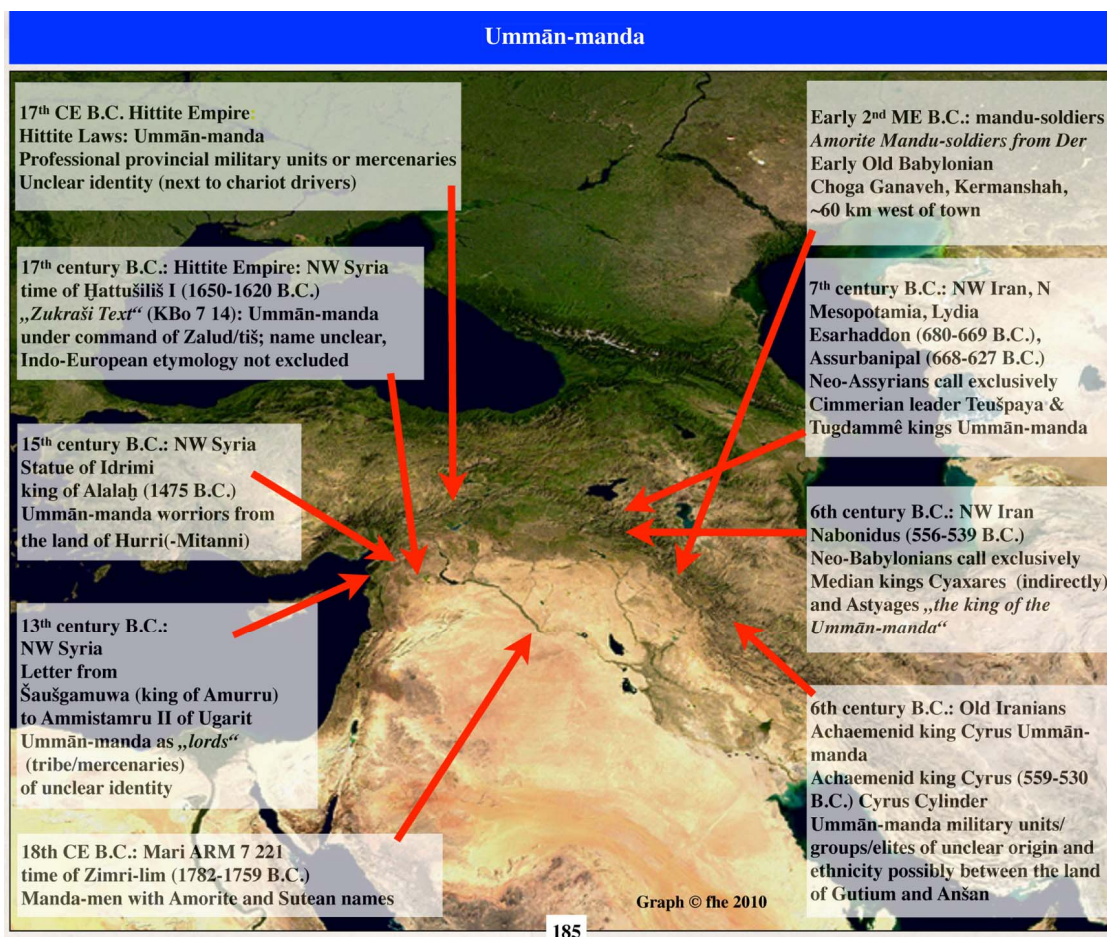 Ummān-manda
17th CE B.C. Hittite Empire:
Hittite Laws: Ummān-manda
Professional provincial military units or mercenaries
Unclear identity (next to chariot drivers)
17th century B.C.: Hittite Empire: NW Syria
time of Ḫattušiliš I (1650-1620 B.C.)
„Zukraši Text“ (KBo 7 14): Ummān-manda
under command of Zalud/tiš; name unclear,
Indo-European etymology not excluded
15th century B.C.: NW Syria
Statue of Idrimi
king of Alalaḫ (1475 B.C.)
Ummān-manda worriors from
the land of Hurri(-Mitanni)
13th century B.C.:
NW Syria
Letter from
Šaušgamuwa (king of Amurru)
to Ammistamru II of Ugarit
Ummān-manda as „lords“
(tribe/mercenaries)
of unclear identity
18th CE B.C.: Mari ARM 7 221
time of Zimri-lim (1782-1759 B.C.)
Manda-men with Amorite and Sutean names
Early 2nd ME B.C.: mandu-soldiers
Amorite Mandu-soldiers from Der
Early Old Babylonian
Choga Ganaveh, Kermanshah,
~60 km west of town
7th century B.C.: NW Iran, N
Mesopotamia, Lydia
Esarhaddon (680-669 B.C.),
Assurbanipal (668-627 B.C.)
Neo-Assyrians call exclusively
Cimmerian leader Teušpaya &
Tugdammê kings Ummān-manda
6th century B.C.: NW Iran
Nabonidus (556-539 B.C.)
Neo-Babylonians call exclusively
Median kings Cyaxares (indirectly)
and Astyages „the king of the
Ummān-manda“
6th century B.C.: Old Iranians
Achaemenid king Cyrus Ummān-
manda
Achaemenid king Cyrus (559-530
B.C.) Cyrus Cylinder
Ummān-manda military units/
groups/elites of unclear origin and
ethnicity possibly between the land
of Gutium and Anšan
Graph © fhe 2010
185